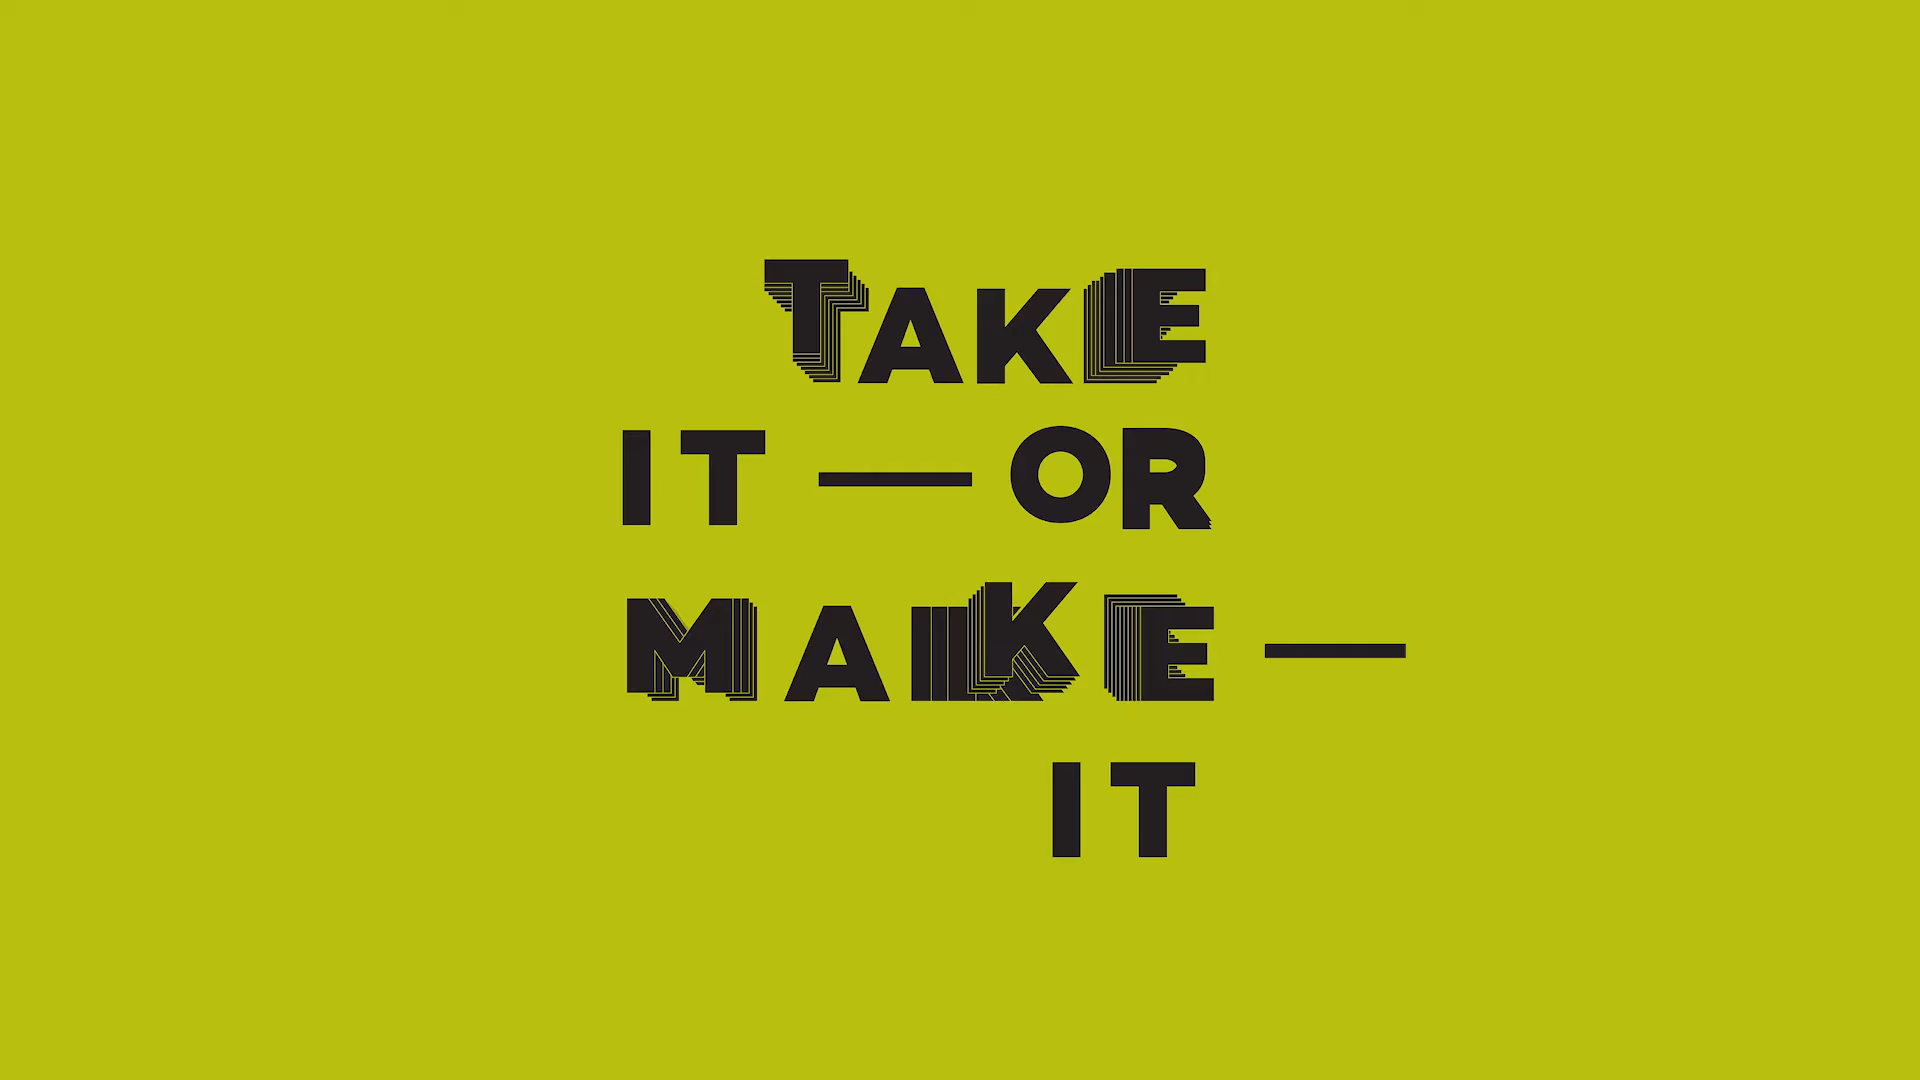 TAKE
IT — OR
MAKE —
IT